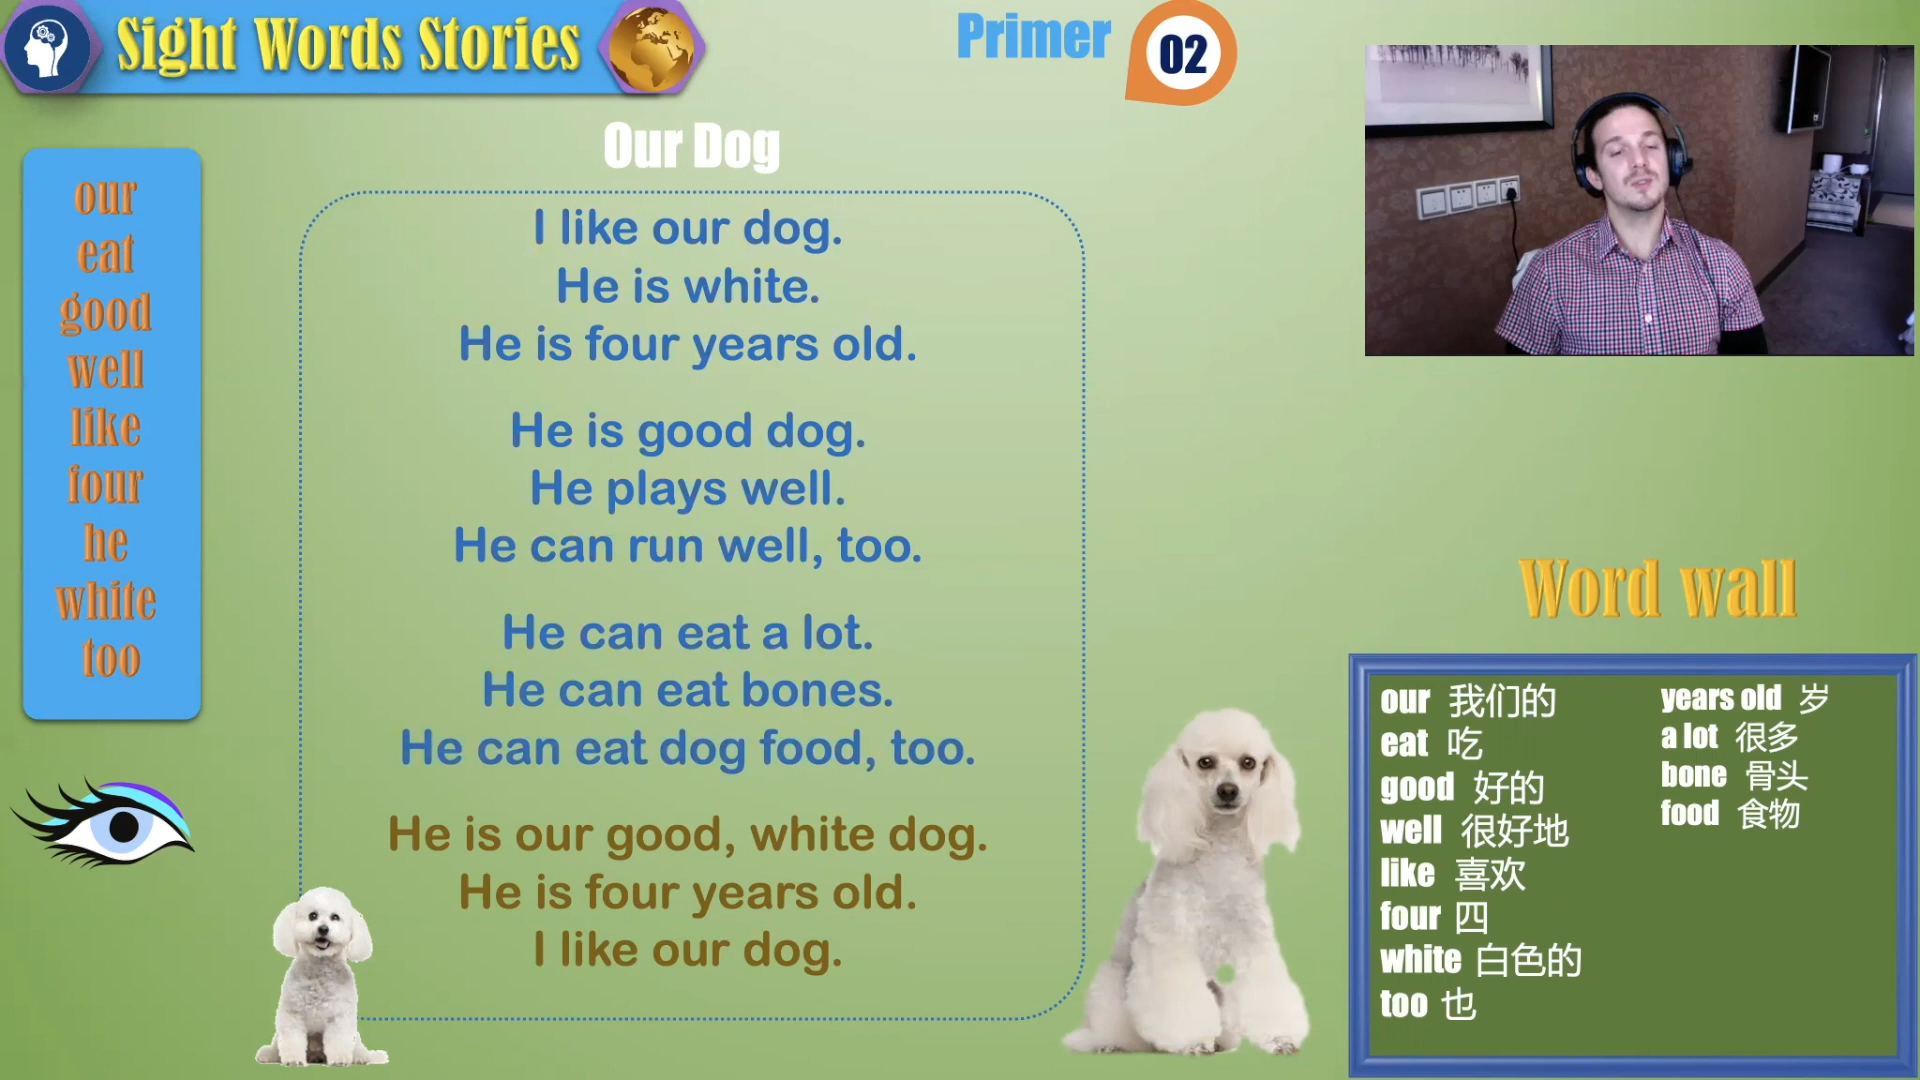 Sight Words Stories
Primer
02
Our Dog
our
eat
good
well
like
four
he
white
too
I like our dog.
He is white.
He is four years old.
He is good dog.
He plays well.
He can run well, too.
He can eat a lot.
He can eat bones.
He can eat dog food, too.
He is our good, white dog.
He is four years old.
I like our dog.
Word wall
our 我们的
eat 吃
good 好的
well 很好地
like 喜欢
four 四
white 白色的
too 也
years old 岁
a lot 很多
bone 骨头
food 食物